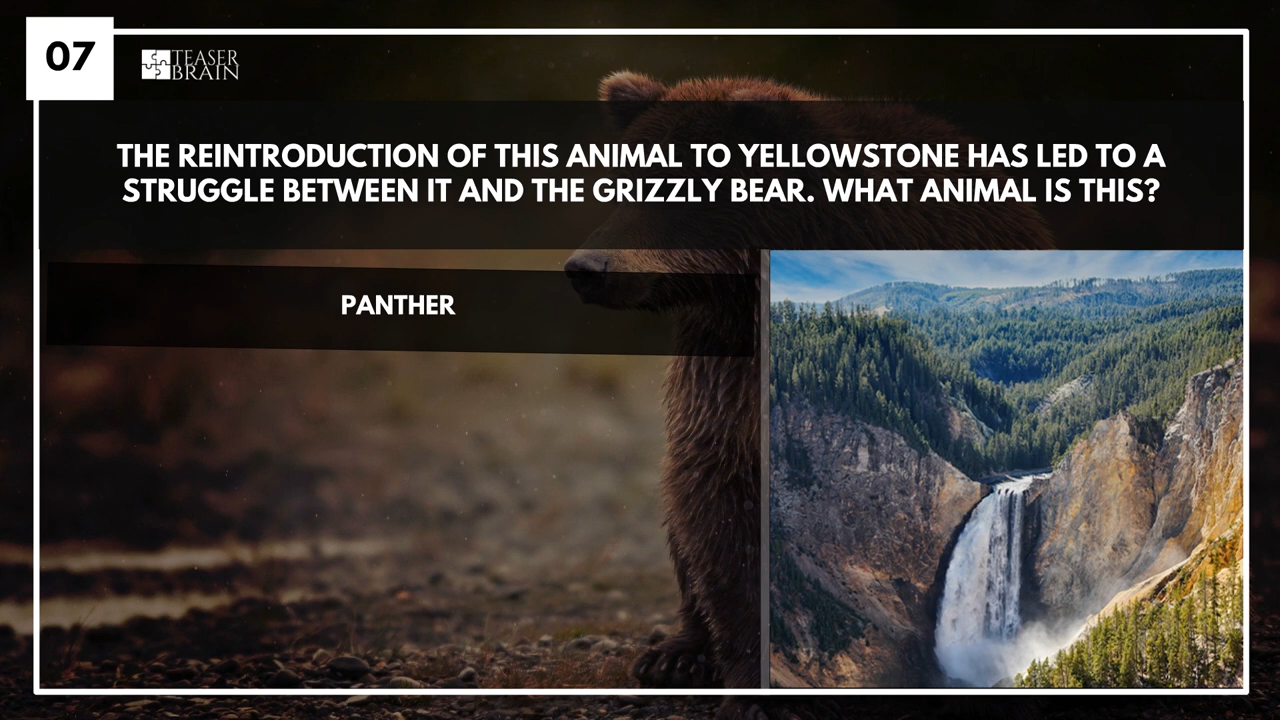 07
TEASER
BRAIN
THE REINTRODUCTION OF THIS ANIMAL TO YELLOWSTONE HAS LED TO A
STRUGGLE BETWEEN IT AND THE GRIZZLY BEAR. WHAT ANIMAL IS THIS?
PANTHER